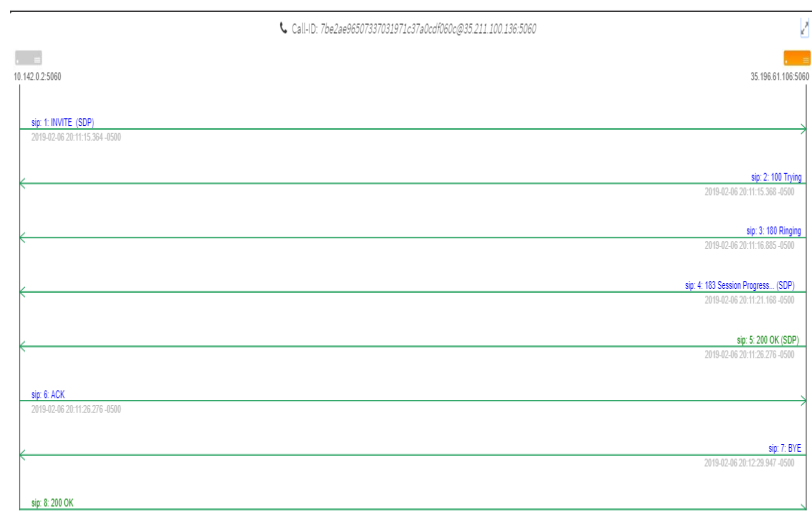 Call-ID: 7be2ae96507337031971c37a0cdf060c@35.211.100.136:5060
10.142.0.2:5060
35.196.61.106:5060
sip: 1: INVITE (SDP)
2019-02-06 20:11:15.364 -0500
sip: 2: 100 Trying
2019-02-06 20:11:15.368 -0500
sip: 3: 180 Ringing
2019-02-06 20:11:16.885 -0500
sip: 4: 183 Session Progress... (SDP)
2019-02-06 20:11:21.168 -0500
sip: 5: 200 OK (SDP)
2019-02-06 20:11:26.276 -0500
sip: 6: ACK
2019-02-06 20:11:26.276 -0500
sip: 7: BYE
2019-02-06 20:12:29.947 -0500
sip: 8: 200 OK